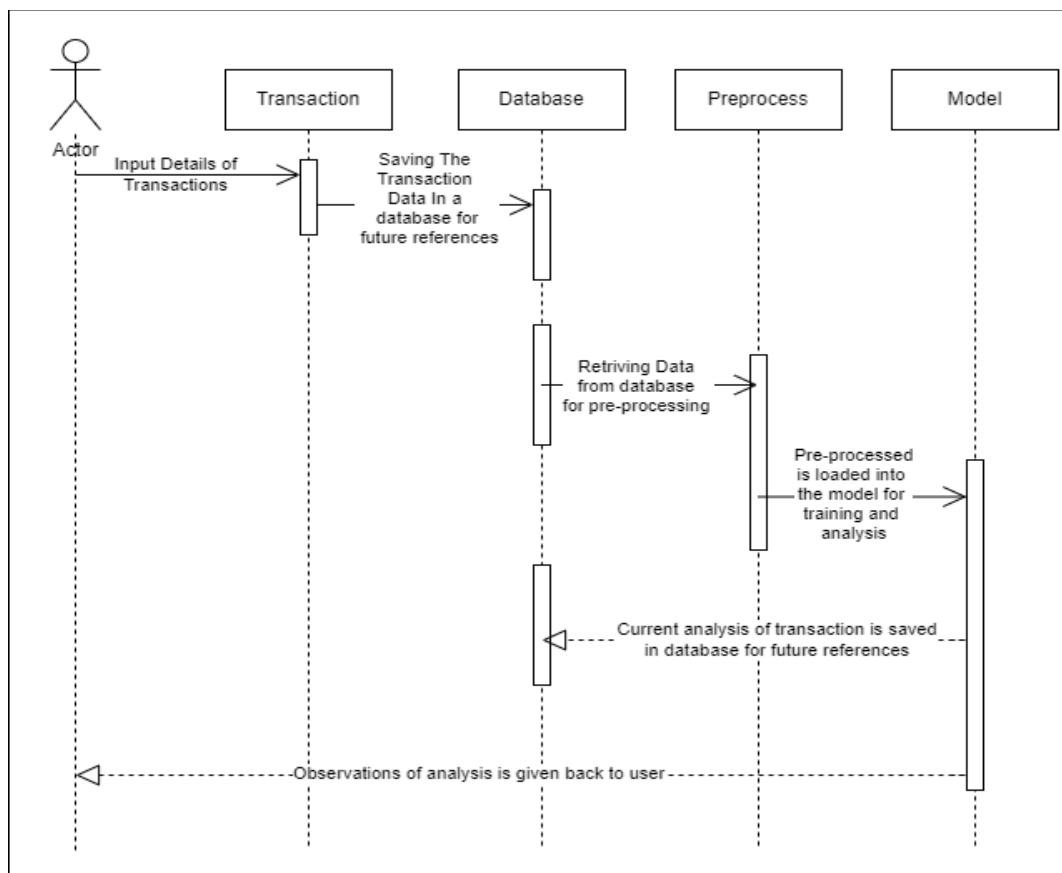 Transaction
Database
Preprocess
Model
Actor
Input Details of
Transactions
Saving The
Transaction
Data In a
database for
future references
Retriving Data
from database
for pre-processing
Pre-processed
is loaded into
the model for
training and
analysis
Current analysis of transaction is saved
in database for future references
Observations of analysis is given back to user